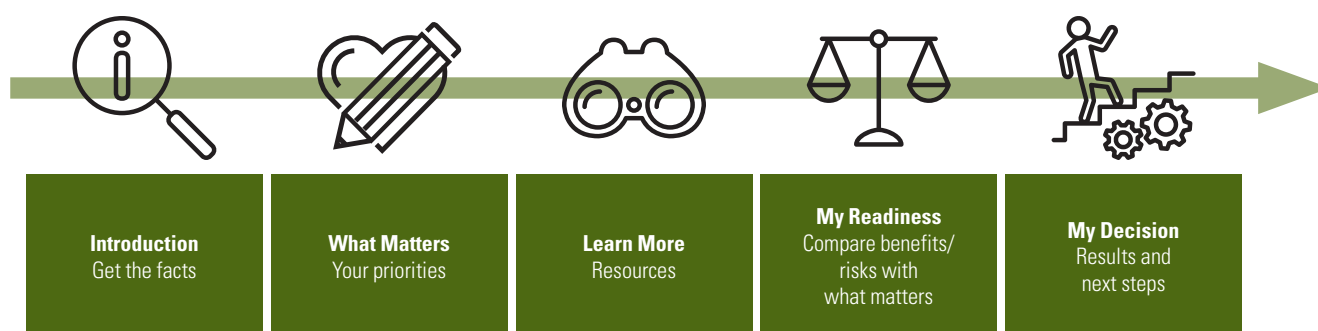 Introduction
Get the facts
What Matters
Your priorities
Learn More
Resources
My Readiness
Compare benefits/
risks with
what matters
My Decision
Results and
next steps